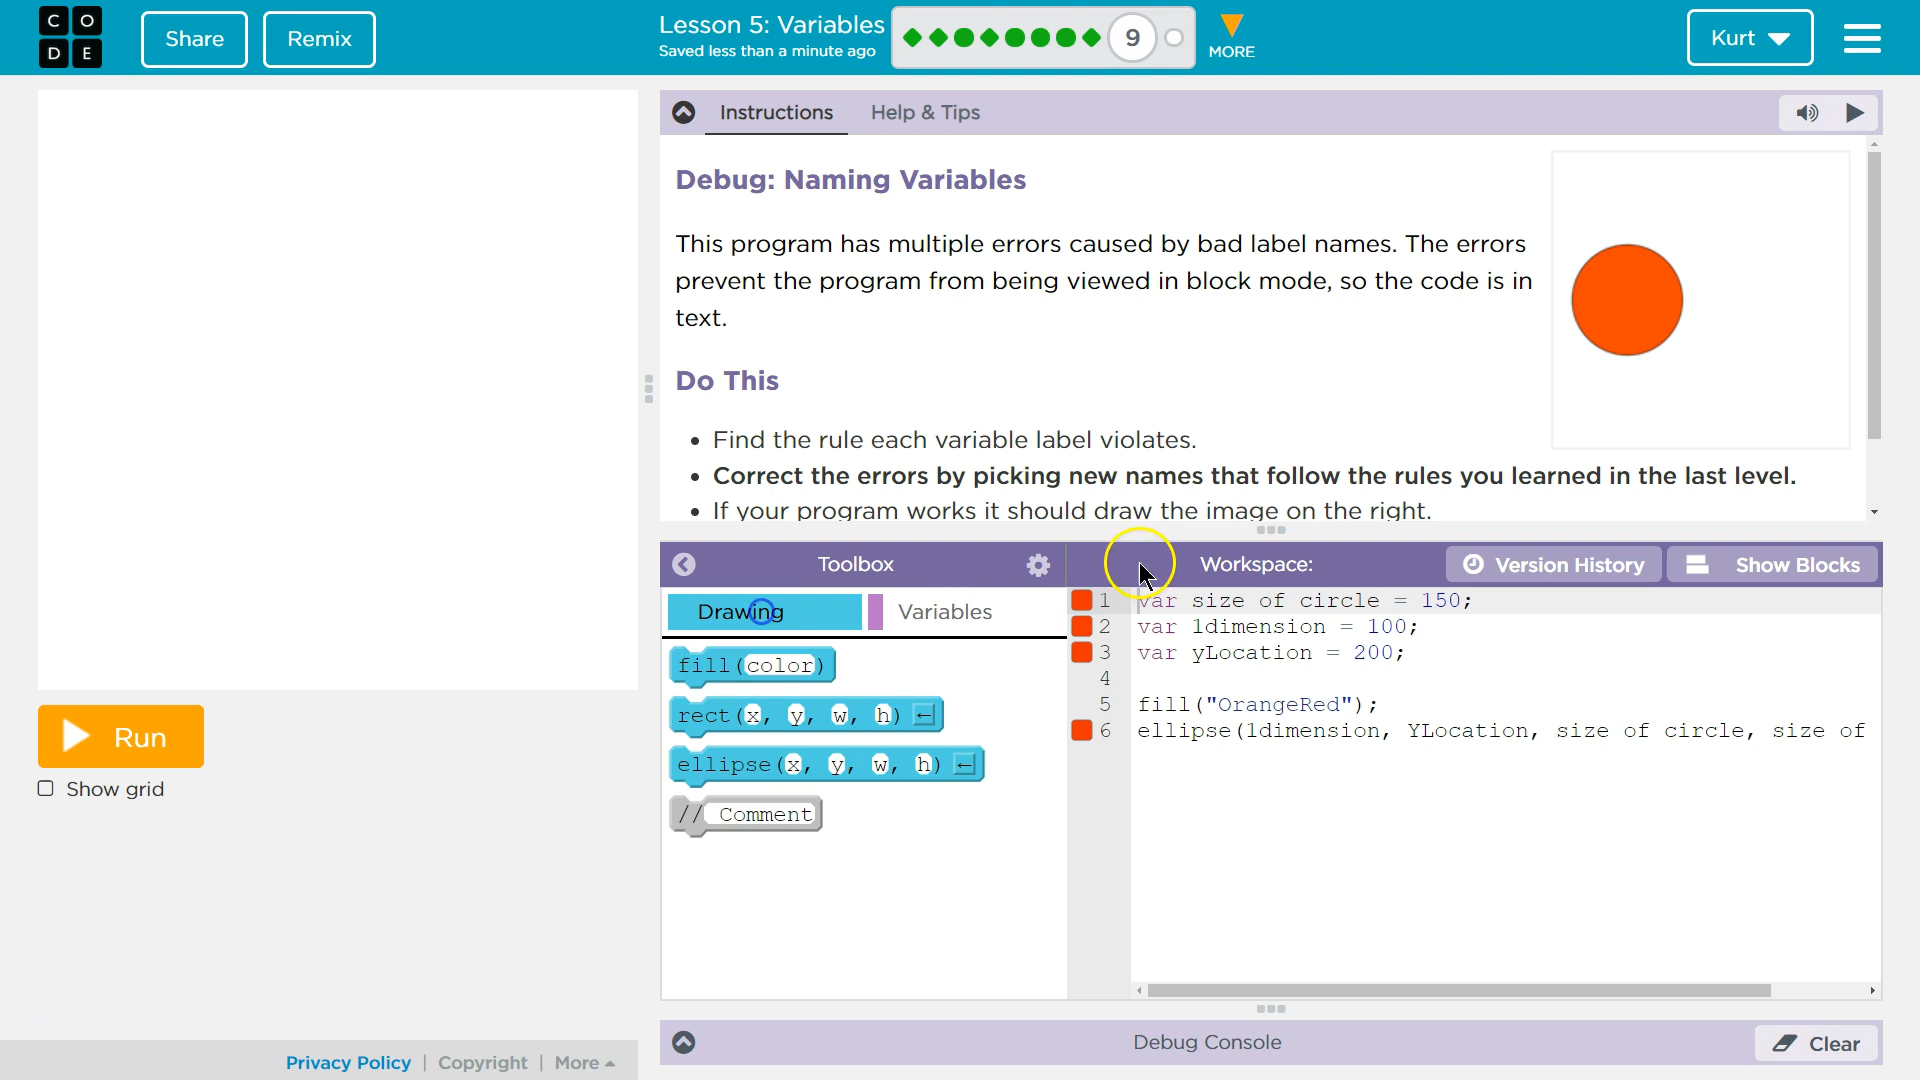 C O
D E
Share
Remix
Lesson 5: Variables
Saved less than a minute ago
9
MORE
Kurt
Instructions
Help & Tips
Debug: Naming Variables
This program has multiple errors caused by bad label names. The errors
prevent the program from being viewed in block mode, so the code is in
text.
Do This
• Find the rule each variable label violates.
• Correct the errors by picking new names that follow the rules you learned in the last level.
• If your program works it should draw the image on the right.
Toolbox
Workspace:
Version History
Show Blocks
Drawing
Variables
fill(color)
rect(x, y, w, h) ←
ellipse(x, y, w, h) ←
// Comment
1 var size of circle = 150;
2 var 1dimension = 100;
3 var yLocation = 200;
4
5 fill("OrangeRed");
6 ellipse(1dimension, YLocation, size of circle, size of
Run
Show grid
Debug Console
Clear
Privacy Policy | Copyright | More